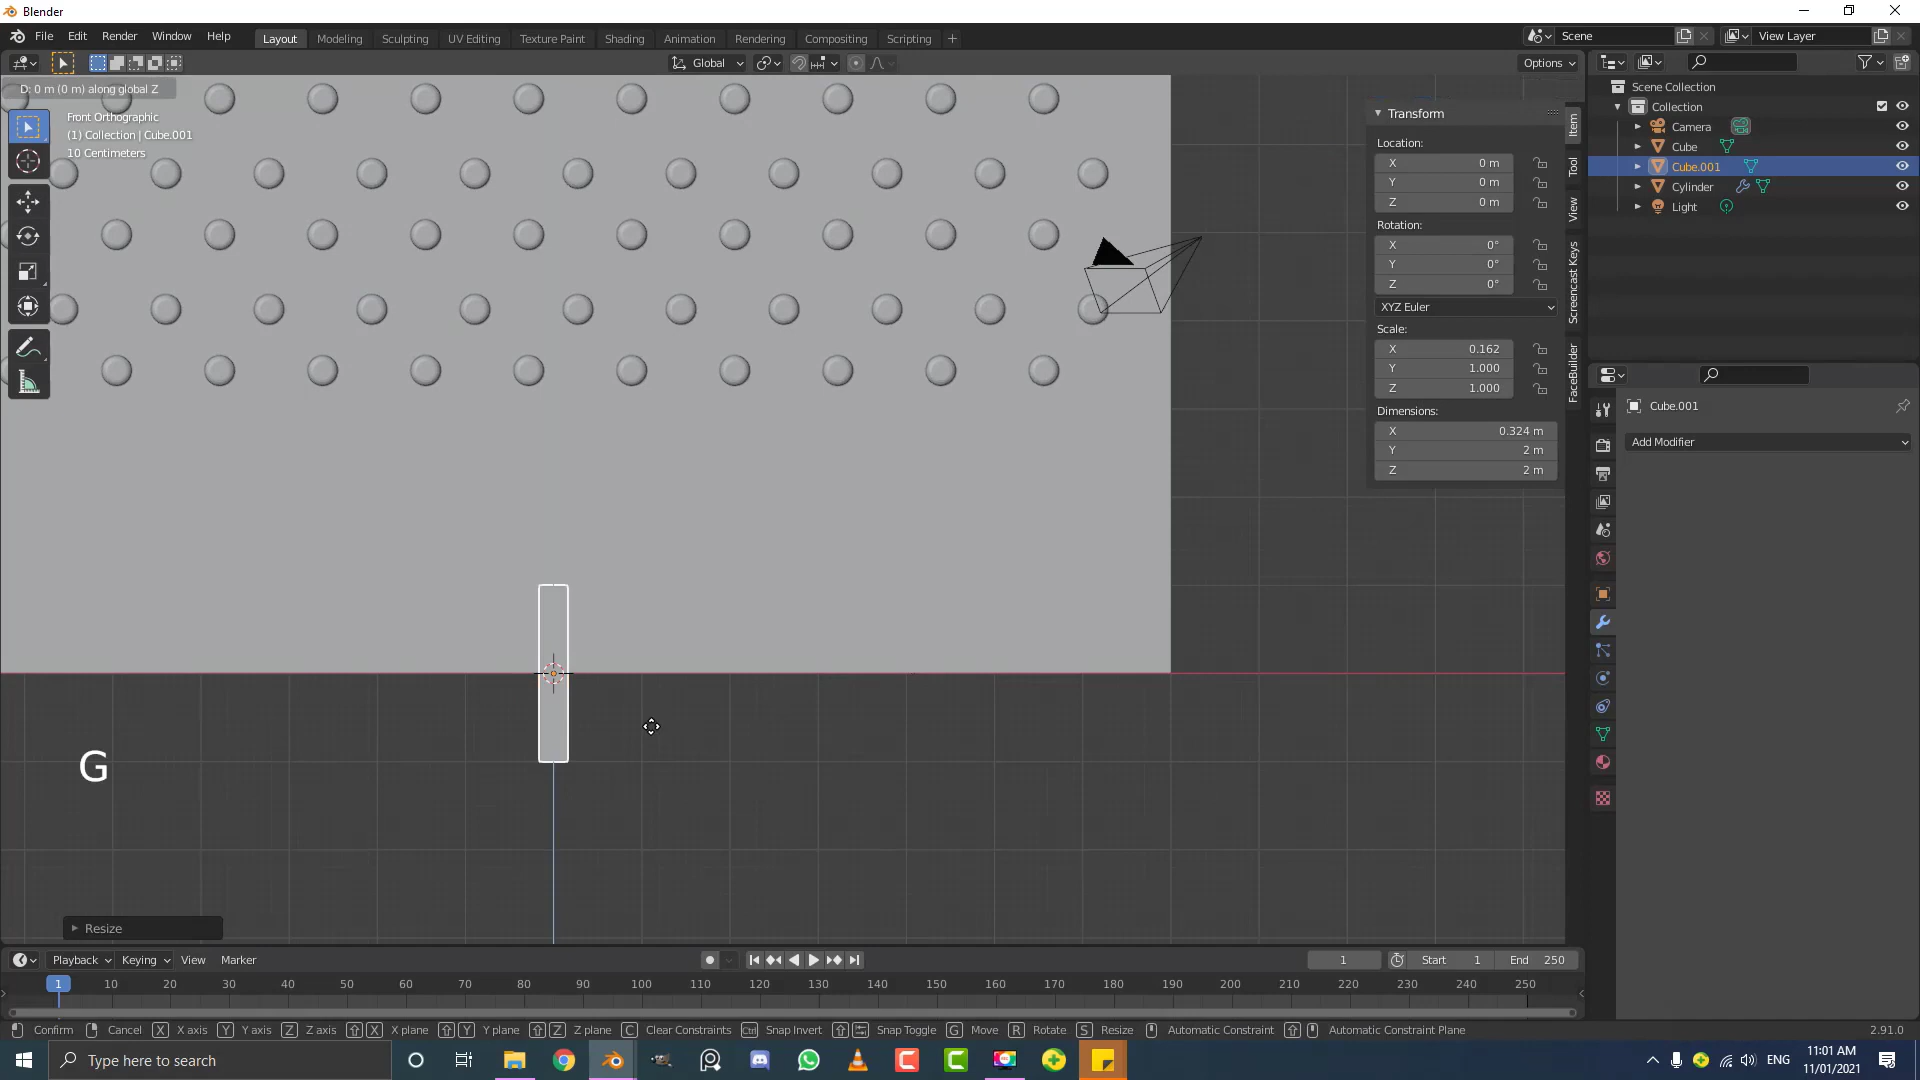 Blender
File Edit Render Window Help
Layout Modeling Sculpting UV Editing Texture Paint Shading Animation Rendering Compositing Scripting +
Scene
View Layer
Global
Options
D: 0 m (0 m) along global Z
Front Orthographic
(1) Collection | Cube.001
10 Centimeters
Transform
Location:
X 0 m
Y 0 m
Z 0 m
Rotation:
X 0°
Y 0°
Z 0°
XYZ Euler
Scale:
X 0.162
Y 1.000
Z 1.000
Dimensions:
X 0.324 m
Y 2 m
Z 2 m
Item
Tool
View
Screencast Keys
FaceBuilder
Scene Collection
Collection
Camera
Cube
Cube.001
Cylinder
Light
Cube.001
Add Modifier
G
Resize
Playback Keying View Marker
1
Start 1
End 250
1 10 20 30 40 50 60 70 80 90 100 110 120 130 140 150 160 170 180 190 200 210 220 230 240 250
Confirm Cancel X X axis Y Y axis Z Z axis X X plane Y Y plane Z Z plane C Clear Constraints Ctrl Snap Invert Snap Toggle G Move R Rotate S Resize Automatic Constraint Automatic Constraint Plane
2.91.0
Type here to search
ENG
11:01 AM
11/01/2021